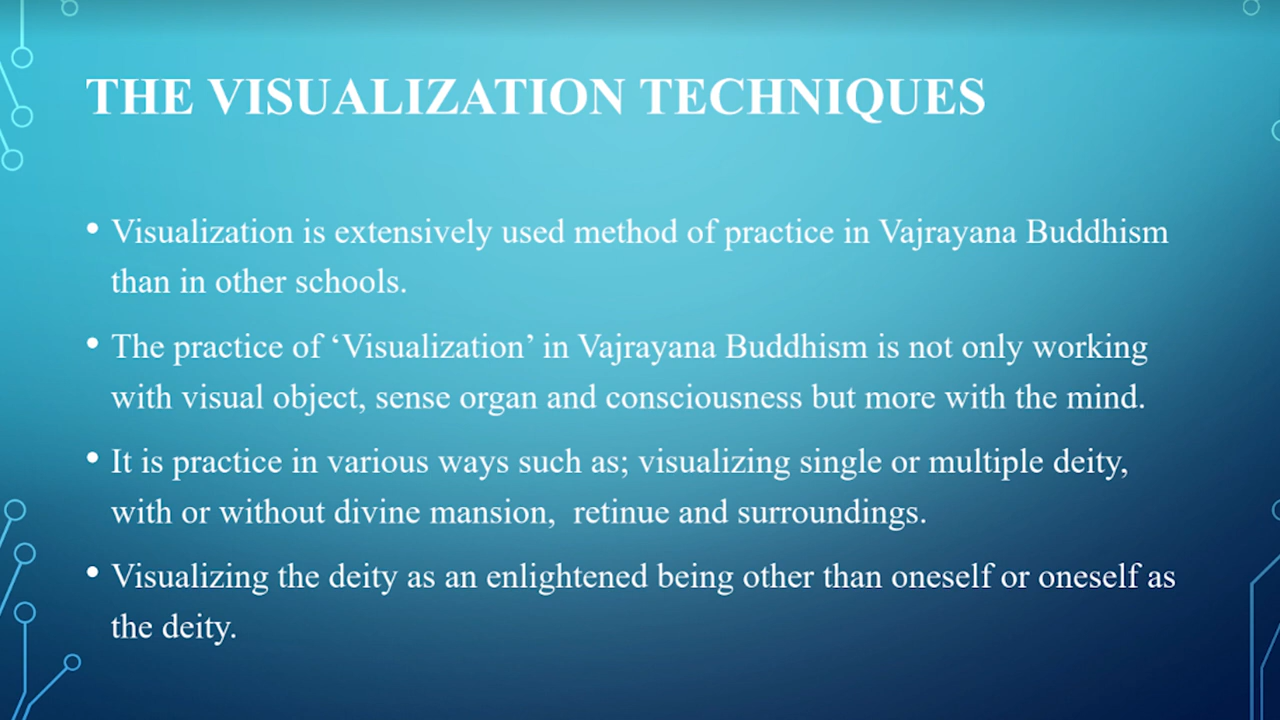 THE VISUALIZATION TECHNIQUES
• Visualization is extensively used method of practice in Vajrayana Buddhism
than in other schools.
• The practice of ‘Visualization’ in Vajrayana Buddhism is not only working
with visual object, sense organ and consciousness but more with the mind.
• It is practice in various ways such as; visualizing single or multiple deity,
with or without divine mansion,  retinue and surroundings.
• Visualizing the deity as an enlightened being other than oneself or oneself as
the deity.